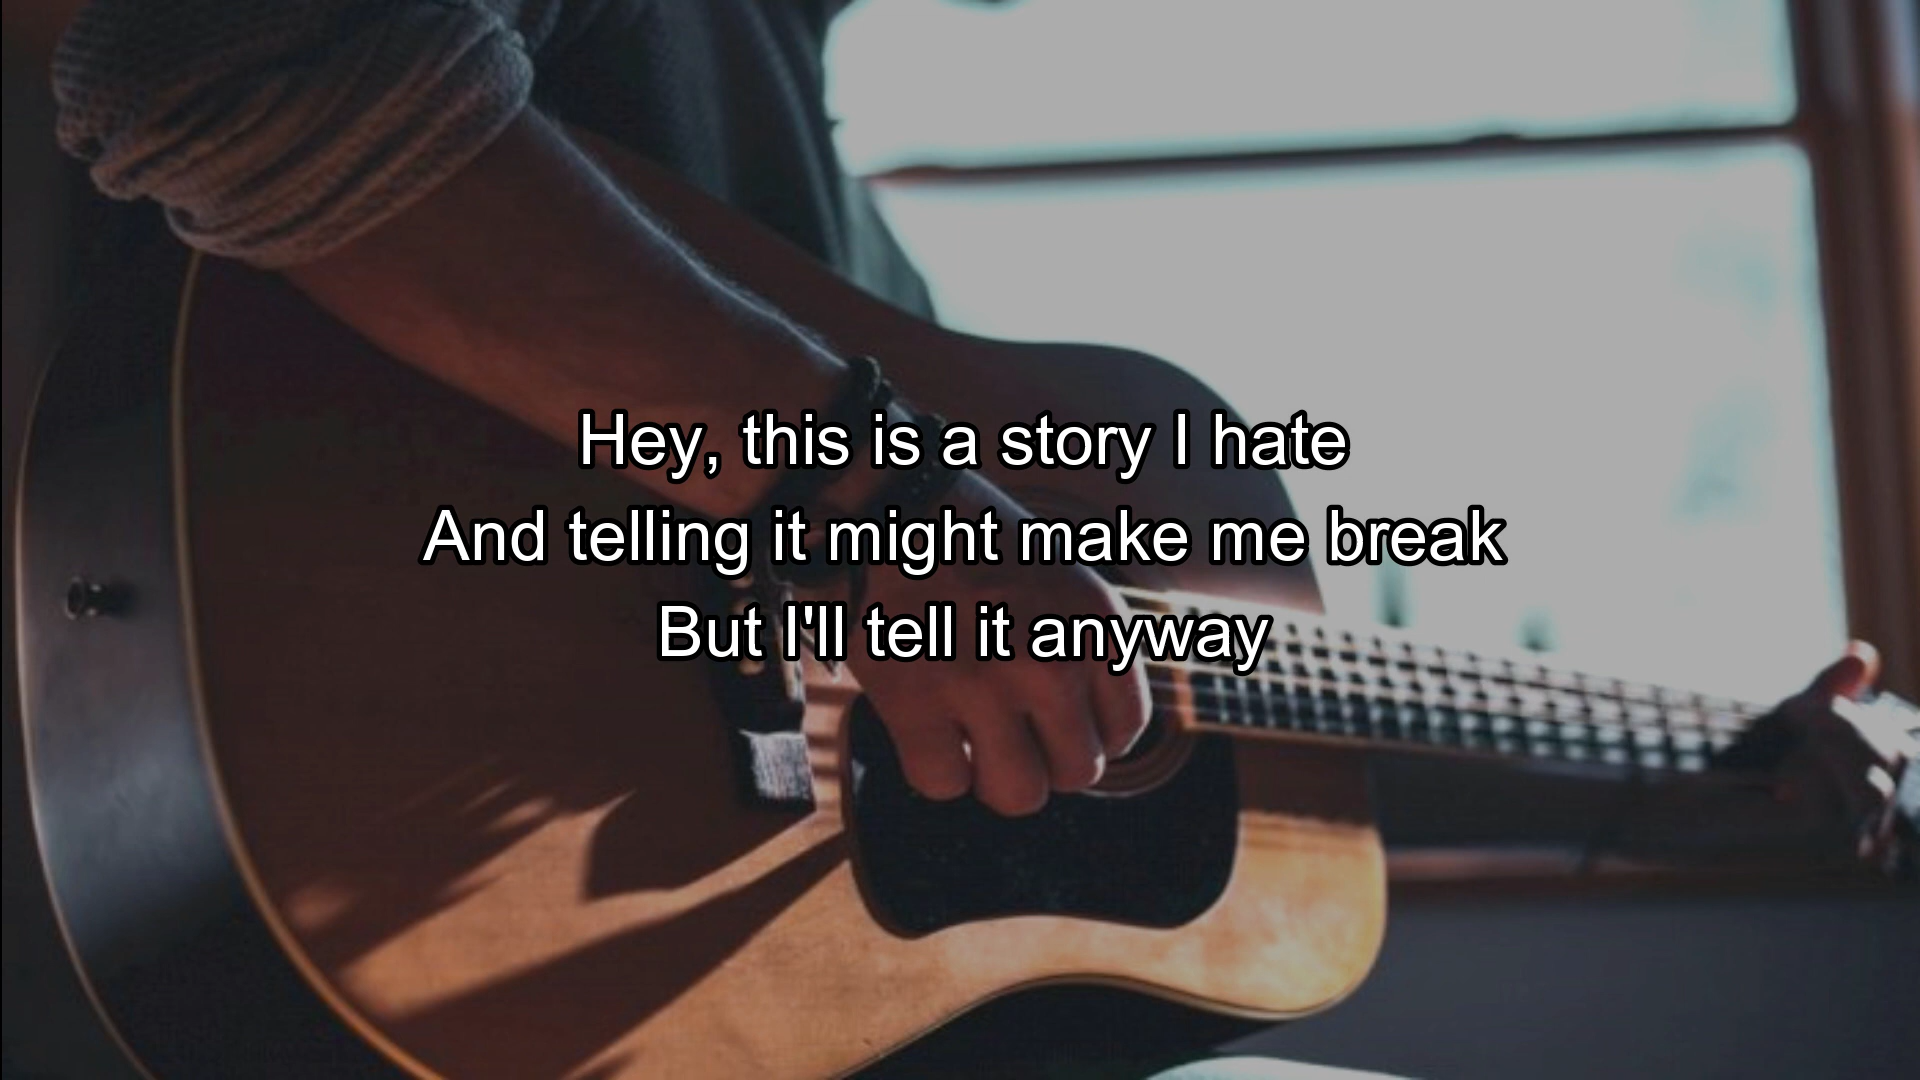 Hey, this is a story I hate
And telling it might make me break
But I'll tell it anyway